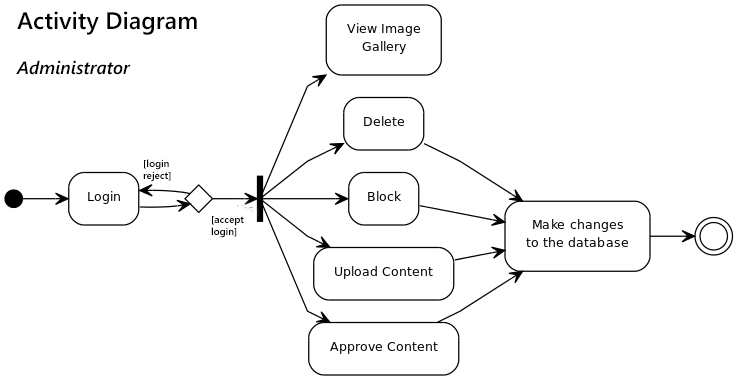 Activity Diagram
Administrator
View Image
Gallery
Delete
[login
reject]
Login
Block
[accept
login]
Make changes
to the database
Upload Content
Approve Content